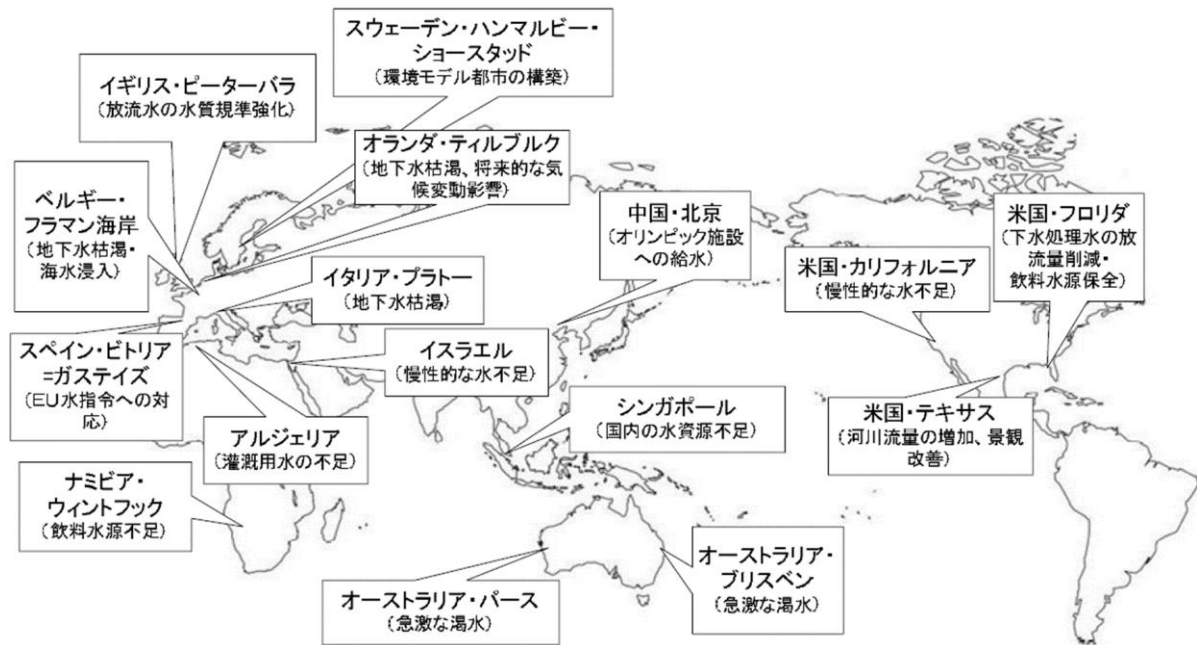 スウェーデン・ハンマルビー・
ショースタッド
(環境モデル都市の構築)
イギリス・ピーターバラ
(放流水の水質規準強化)
オランダ・ティルブルク
(地下水枯渇、将来的な気
候変動影響)
ベルギー・
フラマン海岸
(地下水枯渇・
海水浸入)
中国・北京
(オリンピック施設
への給水)
米国・フロリダ
(下水処理水の放
流量削減・
飲料水源保全)
米国・カリフォルニア
(慢性的な水不足)
イタリア・プラトー
(地下水枯渇)
スペイン・ビトリア
=ガステイズ
(EU水指令への対
応)
イスラエル
(慢性的な水不足)
シンガポール
(国内の水資源不足)
米国・テキサス
(河川流量の増加、景観
改善)
アルジェリア
(灌漑用水の不足)
ナミビア・
ウィントフック
(飲料水源不足)
オーストラリア・
ブリスベン
(急激な渇水)
オーストラリア・パース
(急激な渇水)